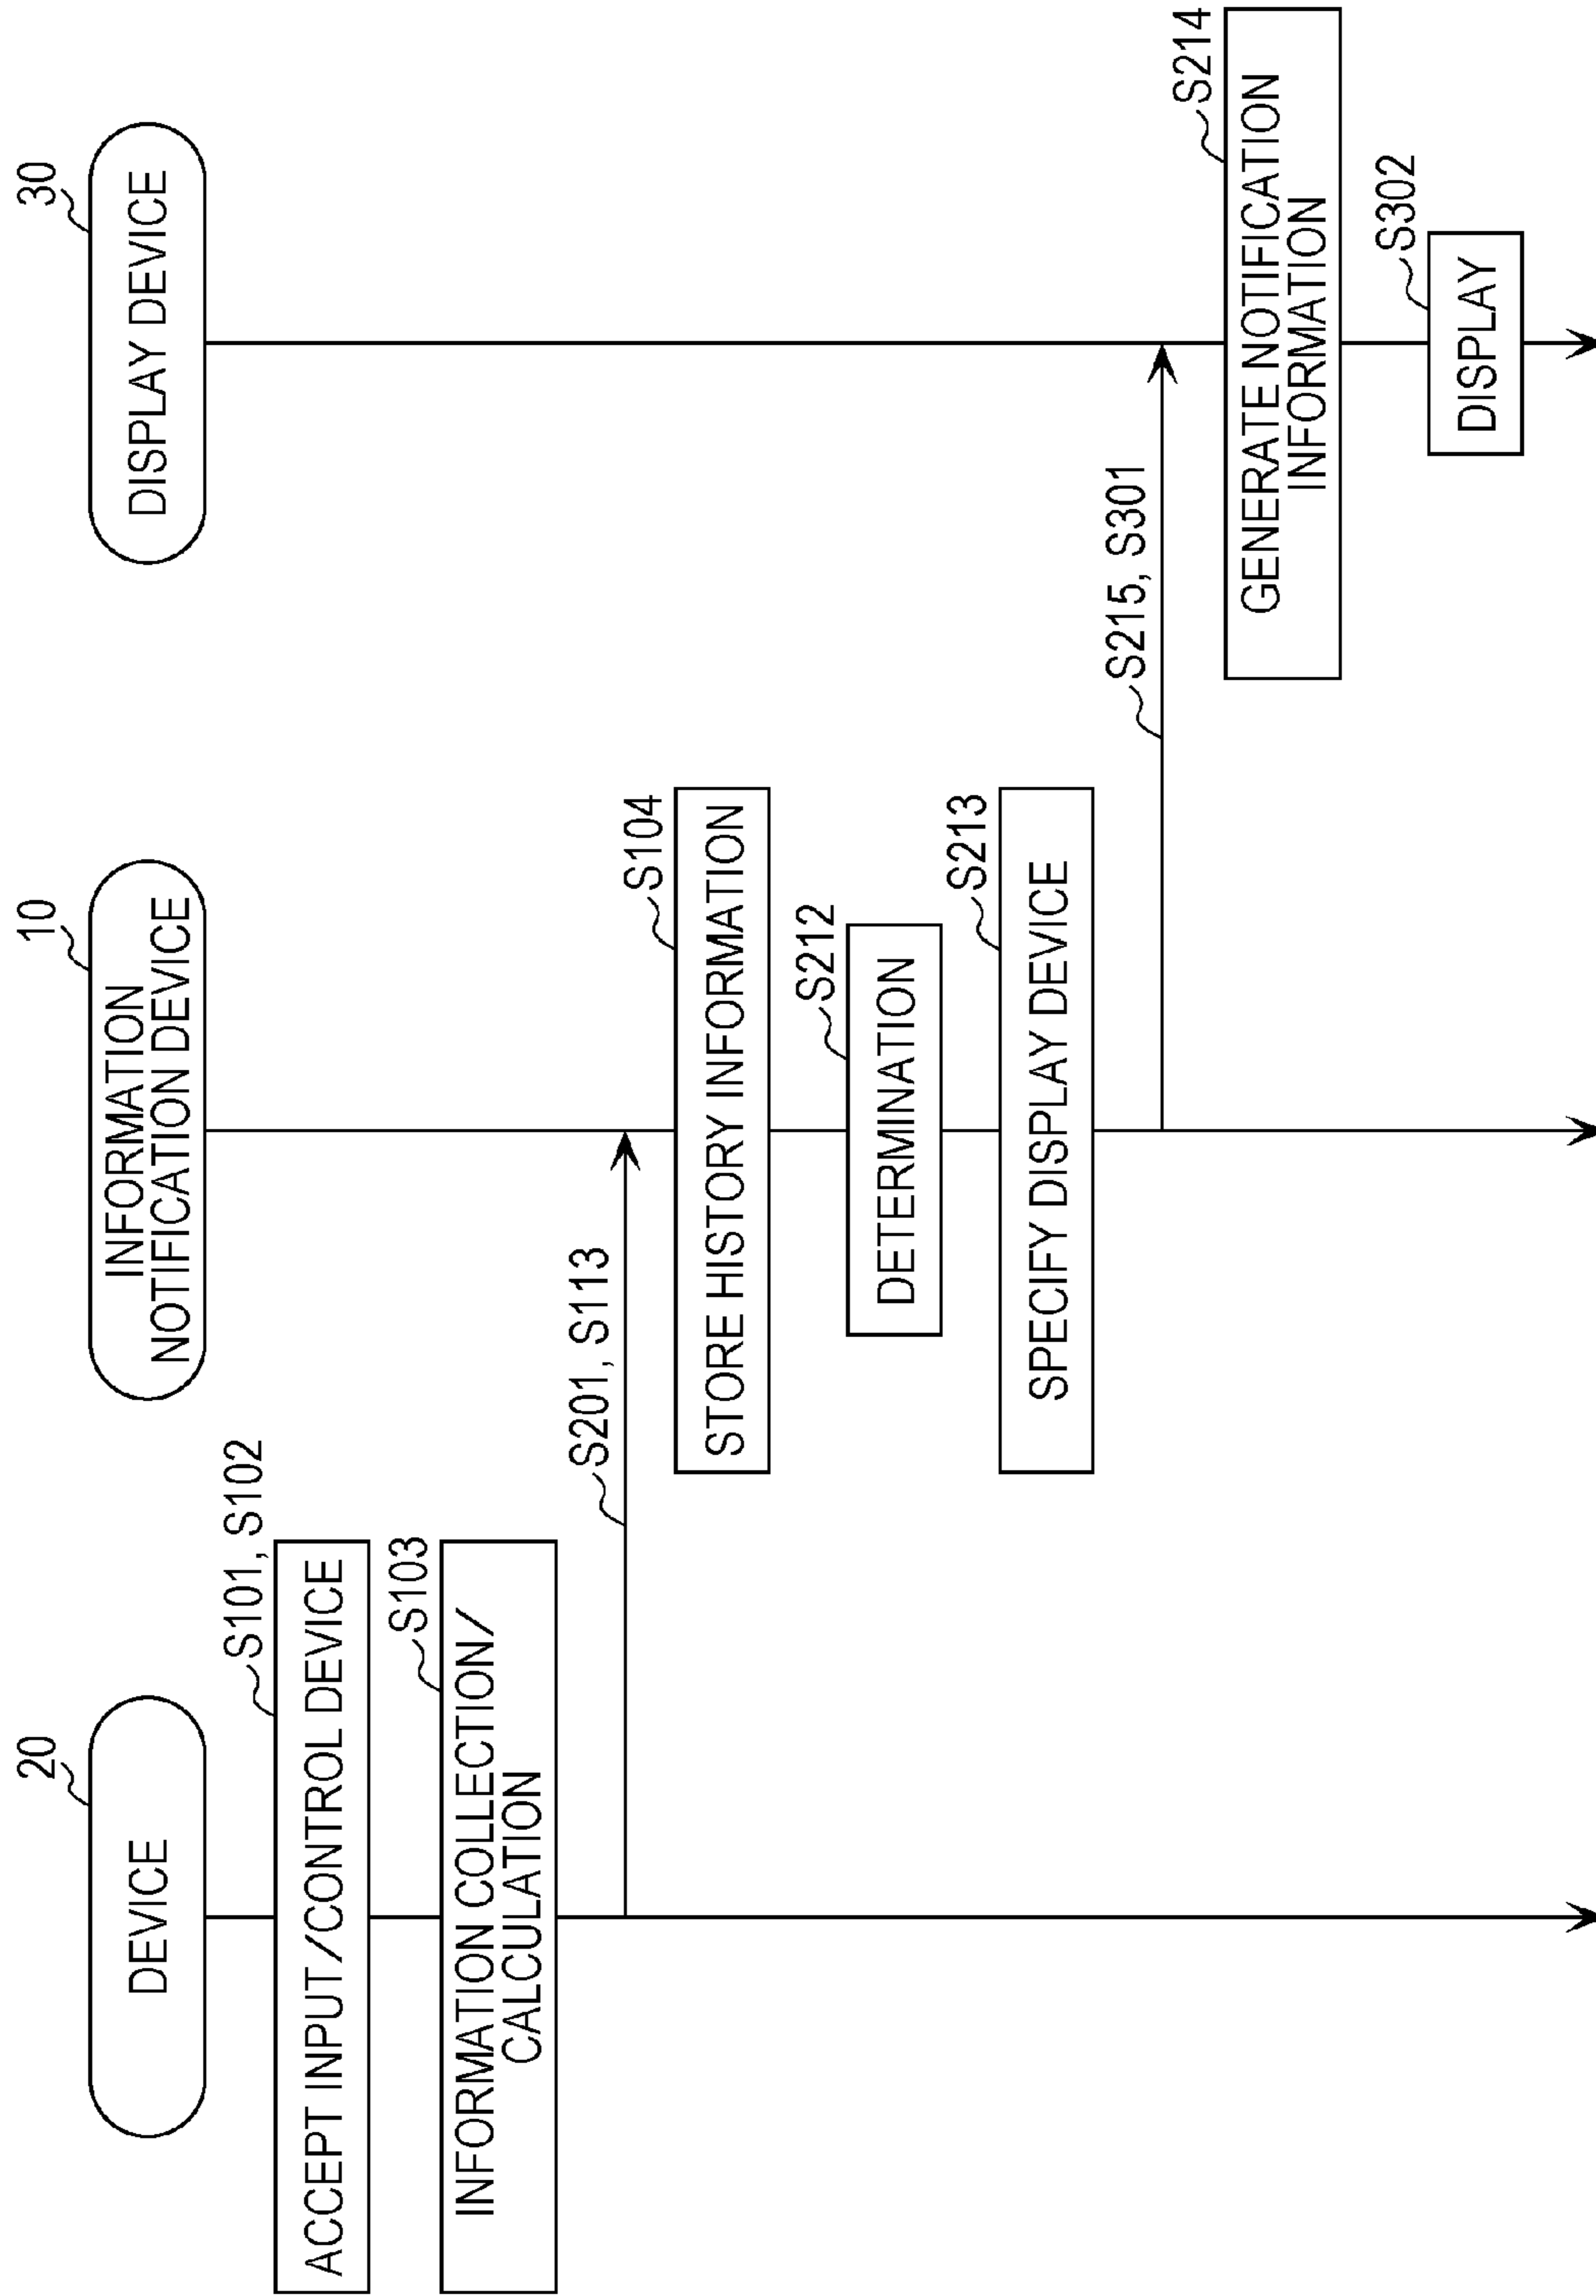 20
DEVICE
10
INFORMATION
NOTIFICATION DEVICE
30
DISPLAY DEVICE
S101, S102
ACCEPT INPUT/CONTROL DEVICE
S103
INFORMATION COLLECTION/
CALCULATION
S201, S113
S104
STORE HISTORY INFORMATION
S212
DETERMINATION
S213
SPECIFY DISPLAY DEVICE
S215, S301
S214
GENERATE NOTIFICATION
INFORMATION
S302
DISPLAY